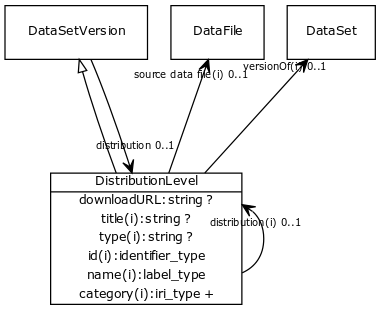 DataSetVersion
DataFile
DataSet
source data file(i) 0..1
versionOf(i) 0..1
distribution 0..1
DistributionLevel
downloadURL:string ?
title(i):string ?
type(i):string ?
distribution(i) 0..1
id(i):identifier_type
name(i):label_type
category(i):iri_type +